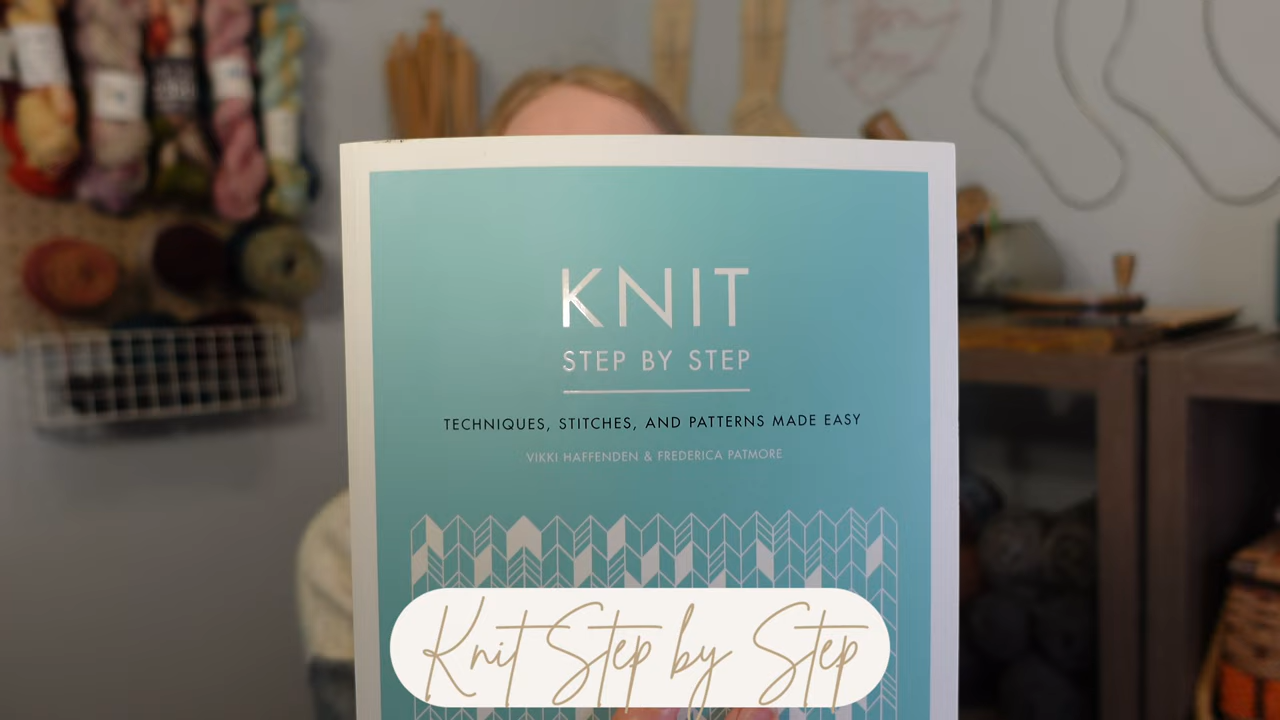 KNIT
STEP BY STEP
TECHNIQUES, STITCHES, AND PATTERNS MADE EASY
VIKKI HAFFENDEN & FREDERICA PATMORE
Knit Step by Step